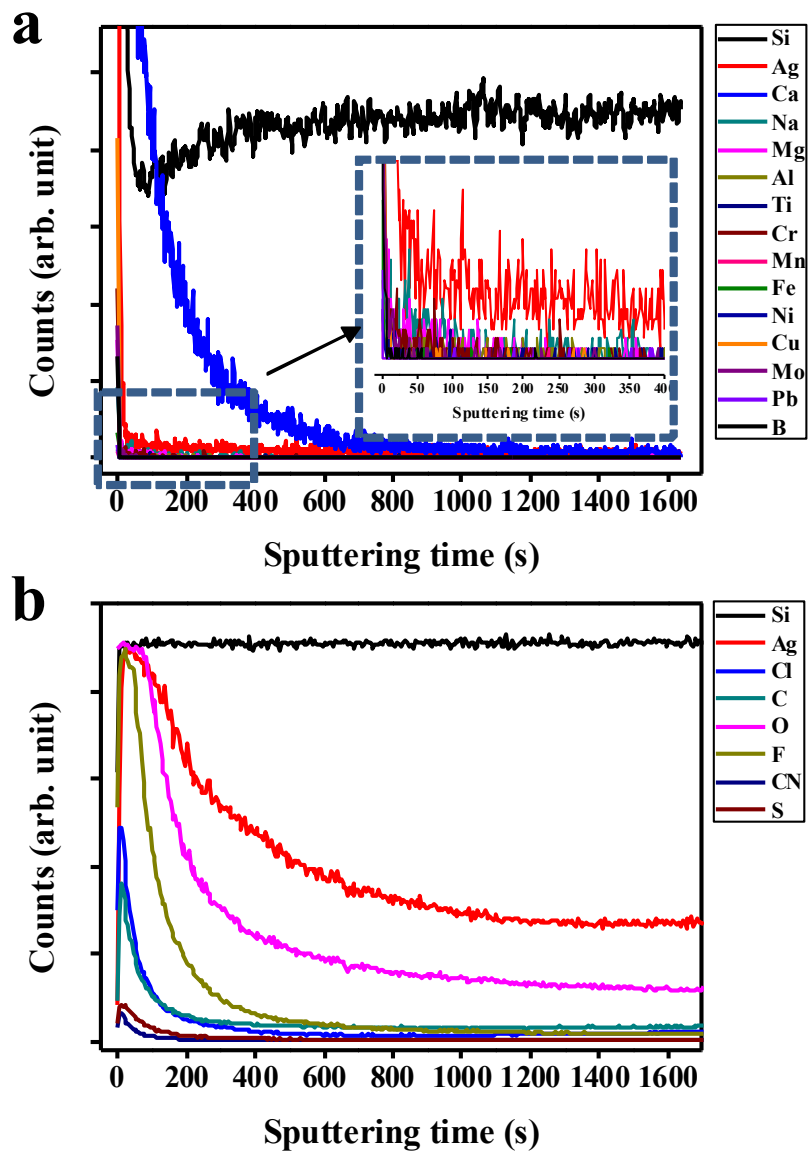 a
Counts (arb. unit)
Si
Ag
Ca
Na
Mg
Al
Ti
Cr
Mn
Fe
Ni
Cu
Mo
Pb
B
0 50 100 150 200 250 300 350 40
Sputtering time (s)
0 200 400 600 800 1000 1200 1400 1600
Sputtering time (s)
b
Counts (arb. unit)
Si
Ag
Cl
C
O
F
CN
S
0 200 400 600 800 1000 1200 1400 1600
Sputtering time (s)